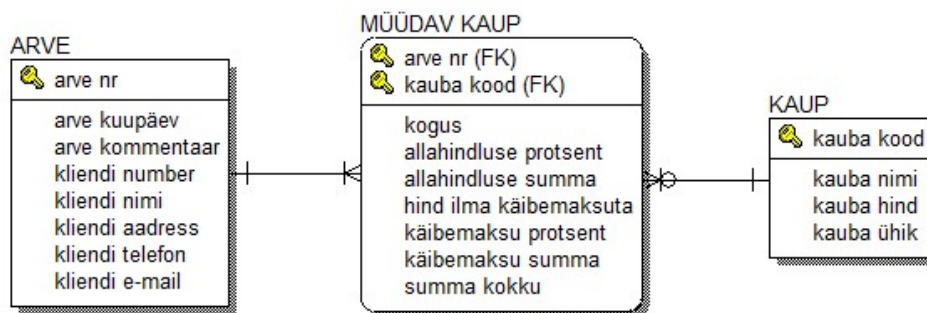 ARVE
arve nr
arve kuupäev
arve kommentaar
kliendi number
kliendi nimi
kliendi aadress
kliendi telefon
kliendi e-mail
MÜÜDAV KAUP
arve nr (FK)
kauba kood (FK)
kogus
allahindluse protsent
allahindluse summa
hind ilma käibemaksuta
käibemaksu protsent
käibemaksu summa
summa kokku
KAUP
kauba kood
kauba nimi
kauba hind
kauba ühik